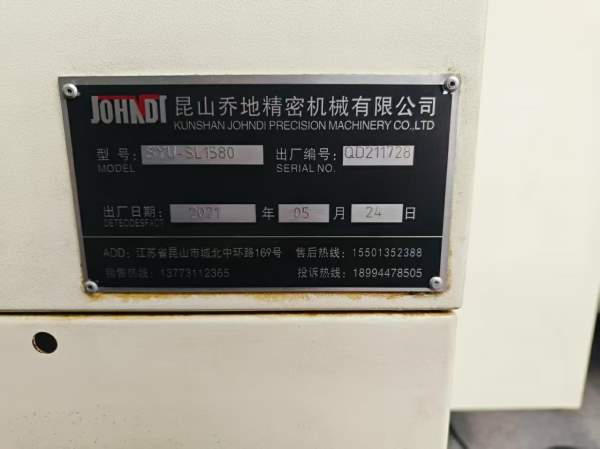 JOHNDI 昆山乔地精密机械有限公司
KUNSHAN JOHNDI PRECISION MACHINERY CO.,LTD
型号: SYU-SL1580 出厂编号: QD211728
MODEL SERIAL NO.
出厂日期: 2021 年 05 月 24 日
DETECDESFACT
ADD: 江苏省昆山市城北中环路169号 售后热线: 15501352388
销售热线: 13773112365 投诉热线: 18994478505